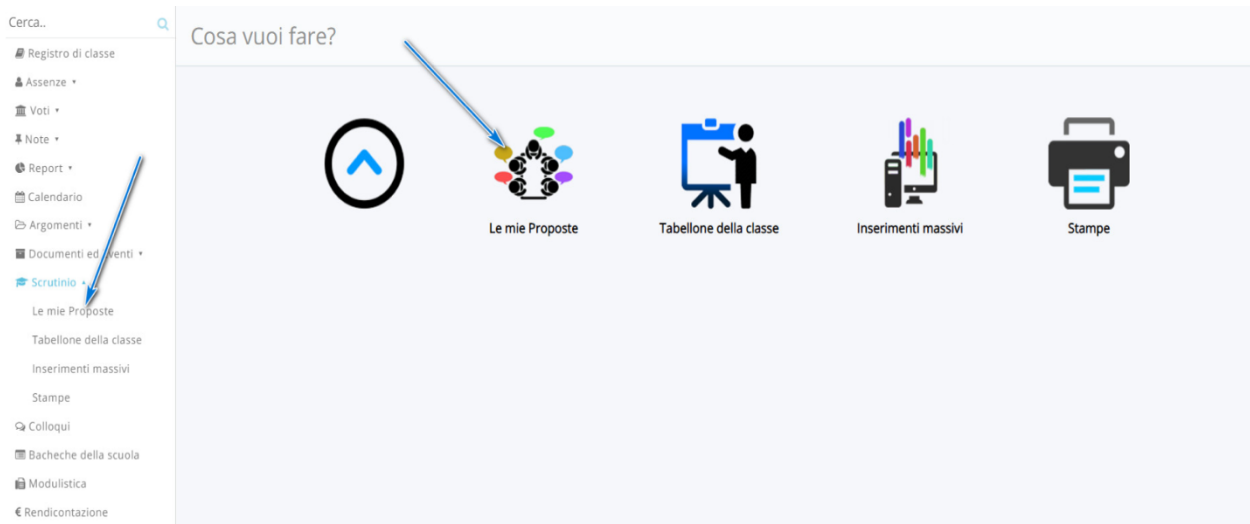 Cerca..
Registro di classe
Assenze
Voti
Note
Report
Calendario
Argomenti
Documenti ed eventi
Scrutinio
Le mie Proposte
Tabellone della classe
Inserimenti massivi
Stampe
Colloqui
Bacheche della scuola
Modulistica
Rendicontazione
Cosa vuoi fare?
Le mie Proposte
Tabellone della classe
Inserimenti massivi
Stampe